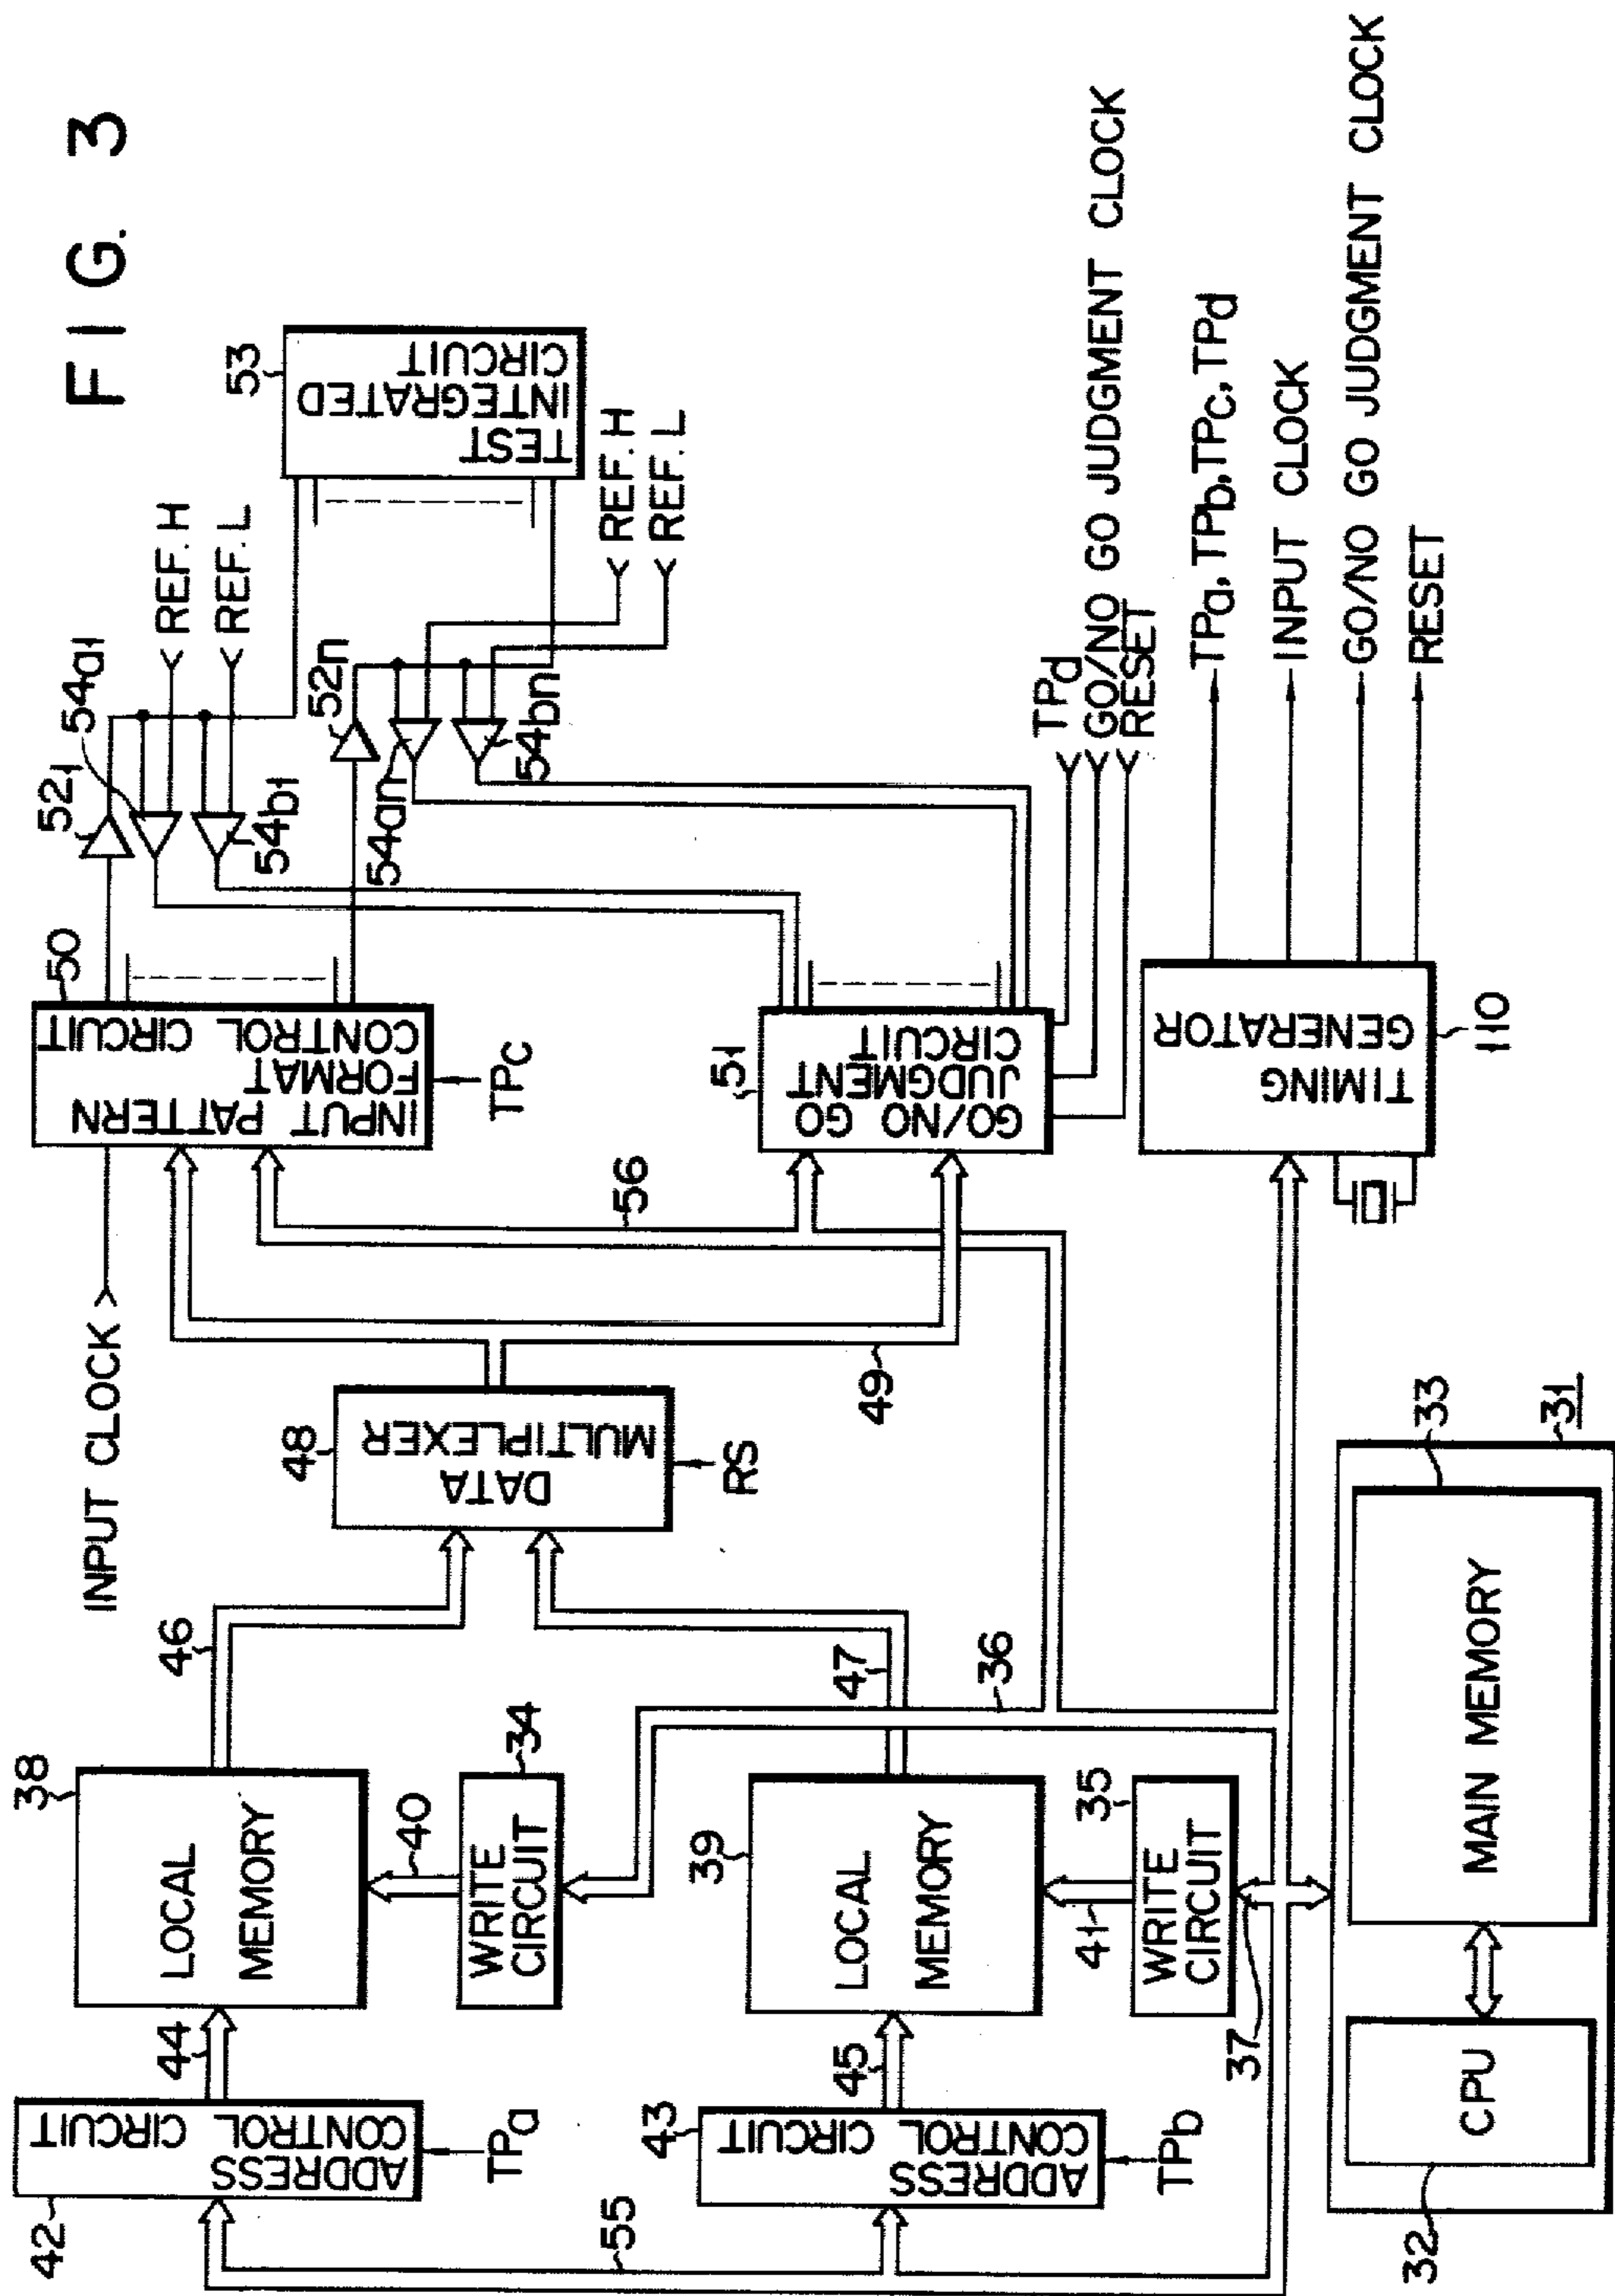 FIG. 3
42
ADDRESS
CONTROL CIRCUIT
TPa
44
38
LOCAL
MEMORY
46
40
34
WRITE
CIRCUIT
55
43
ADDRESS
CONTROL CIRCUIT
TPb
45
39
LOCAL
MEMORY
47
41
35
WRITE
CIRCUIT
37
36
32
CPU
33
MAIN MEMORY
31
INPUT CLOCK
48
DATA
MULTIPLEXER
RS
49
56
50
INPUT PATTERN
FORMAT
CONTROL CIRCUIT
TPc
51
GO/NO GO
JUDGMENT
CIRCUIT
TPd
GO/NO GO JUDGMENT CLOCK
RESET
521
54a1
54b1
REF.H
REF.L
52n
54an
54bn
REF.H
REF.L
53
TEST
INTEGRATED
CIRCUIT
TIMING
GENERATOR
110
TPa, TPb, TPc, TPd
INPUT CLOCK
GO/NO GO JUDGMENT CLOCK
RESET